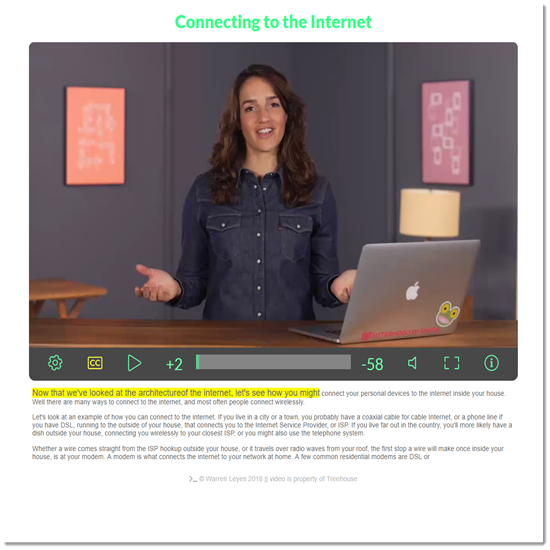 Connecting to the Internet
CC
+2
-58
Now that we've looked at the architectureof the internet, let's see how you might connect your personal devices to the internet inside your house.
Well there are many ways to connect to the internet, and most often people connect wirelessly.
Let's look at an example of how you can connect to the internet. If you live in a city or a town, you probably have a coaxial cable for cable Internet, or a phone line if
you have DSL, running to the outside of your house, that connects you to the Internet Service Provider, or ISP. If you live far out in the country, you'll more likely have a
dish outside your house, connecting you wirelessly to your closest ISP, or you might also use the telephone system.
Whether a wire comes straight from the ISP hookup outside your house, or it travels over radio waves from your roof, the first stop a wire will make once inside your
house, is at your modem. A modem is what connects the internet to your network at home. A few common residential modems are DSL or
© Warren Leyes 2018 || video is property of Treehouse